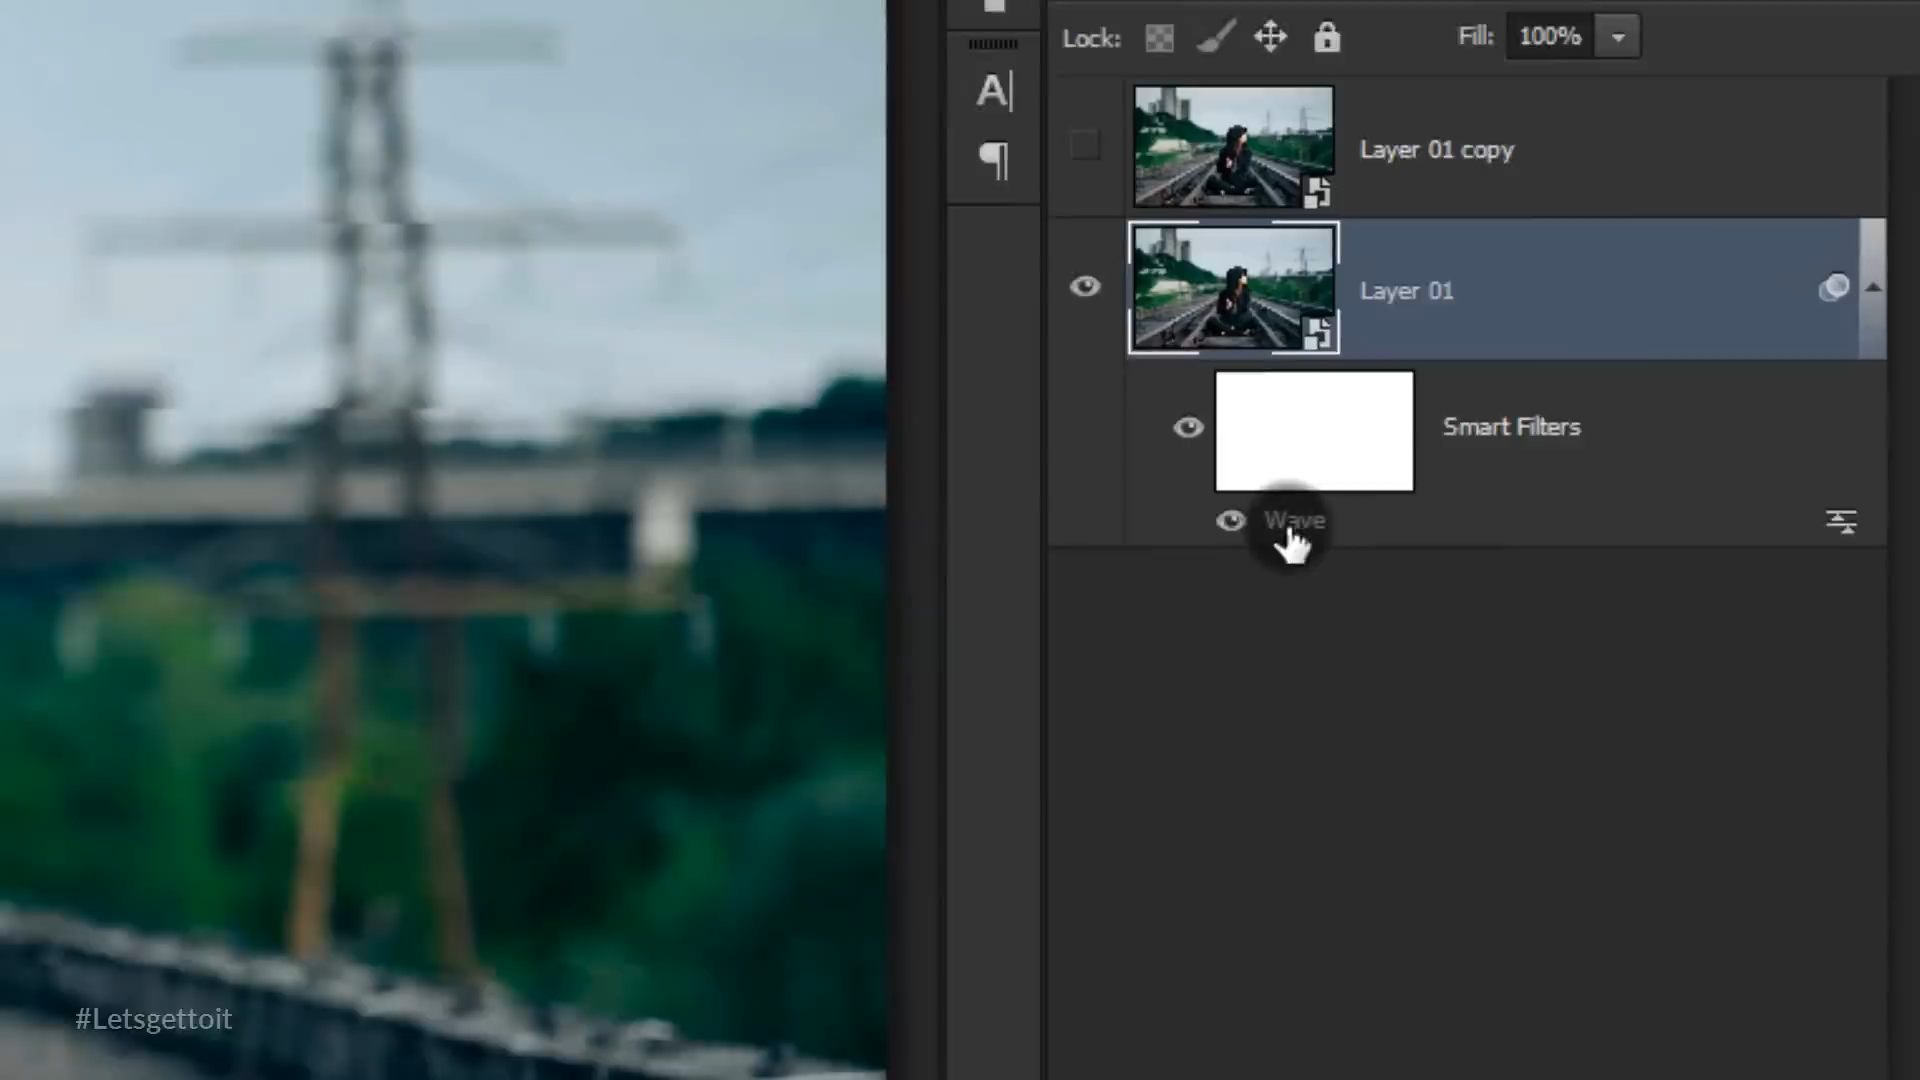 Lock:
Fill: 100%
A
¶
Layer 01 copy
Layer 01
Smart Filters
Wave
#Letsgettoit